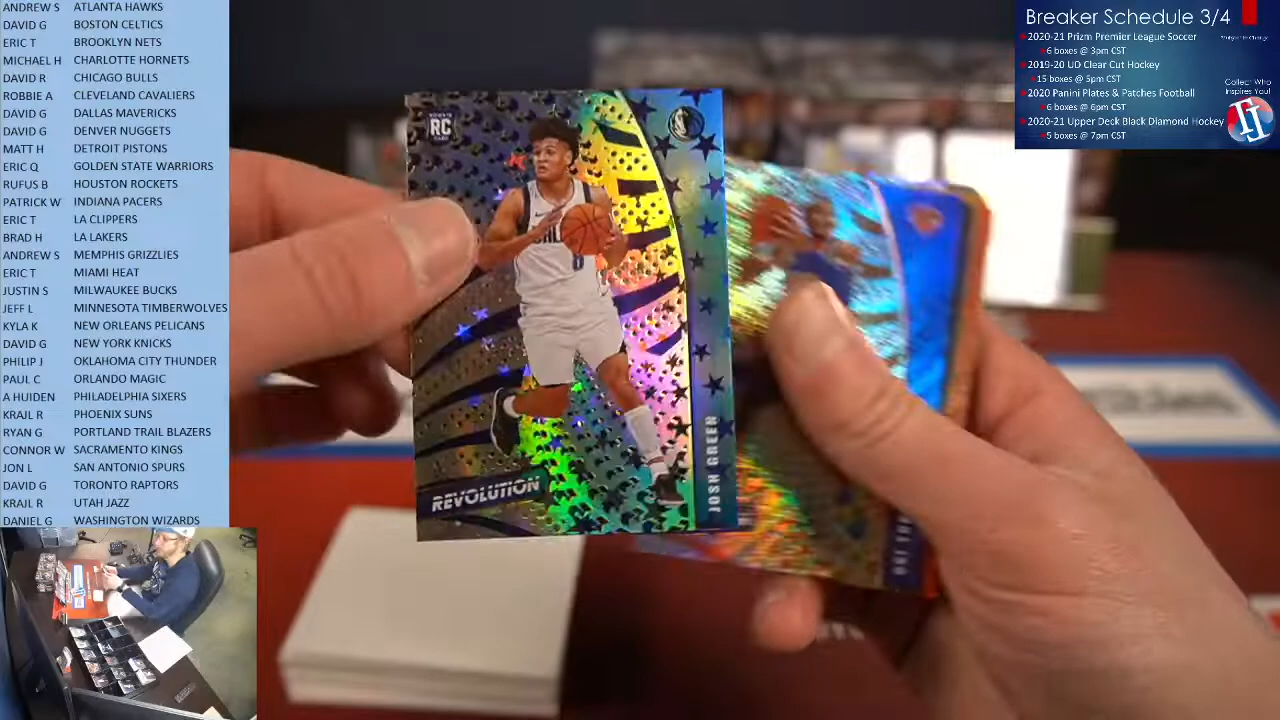 ANDREW S ATLANTA HAWKS
DAVID G BOSTON CELTICS
ERIC T BROOKLYN NETS
MICHAEL H CHARLOTTE HORNETS
DAVID R CHICAGO BULLS
ROBBIE A CLEVELAND CAVALIERS
DAVID G DALLAS MAVERICKS
DAVID G DENVER NUGGETS
MATT H DETROIT PISTONS
ERIC Q GOLDEN STATE WARRIORS
RUFUS B HOUSTON ROCKETS
PATRICK W INDIANA PACERS
ERIC T LA CLIPPERS
BRAD H LA LAKERS
ANDREW S MEMPHIS GRIZZLIES
ERIC T MIAMI HEAT
JUSTIN S MILWAUKEE BUCKS
JEFF L MINNESOTA TIMBERWOLVES
KYLA K NEW ORLEANS PELICANS
DAVID G NEW YORK KNICKS
PHILIP J OKLAHOMA CITY THUNDER
PAUL C ORLANDO MAGIC
A HUIDEN PHILADELPHIA SIXERS
KRAJL R PHOENIX SUNS
RYAN G PORTLAND TRAIL BLAZERS
CONNOR W SACRAMENTO KINGS
JON L SAN ANTONIO SPURS
DAVID G TORONTO RAPTORS
KRAIL R UTAH JAZZ
DANIEL G WASHINGTON WIZARDS
RC
REVOLUTION
JOSH GREEN
Breaker Schedule 3/4
2020-21 Prizm Premier League Soccer
6 boxes @ 3pm CST
2019-20 UD Clear Cut Hockey
15 boxes @ 5pm CST
2020 Panini Plates & Patches Football
6 boxes @ 6pm CST
2020-21 Upper Deck Black Diamond Hockey
5 boxes @ 7pm CST
Collect Who
Inspires You!